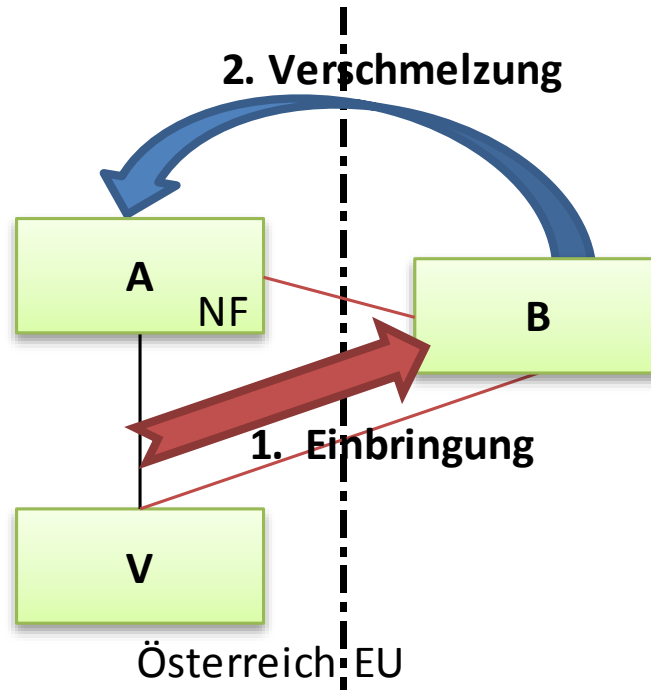 2. Verschmelzung
A
NF
B
1. Einbringung
V
Österreich EU